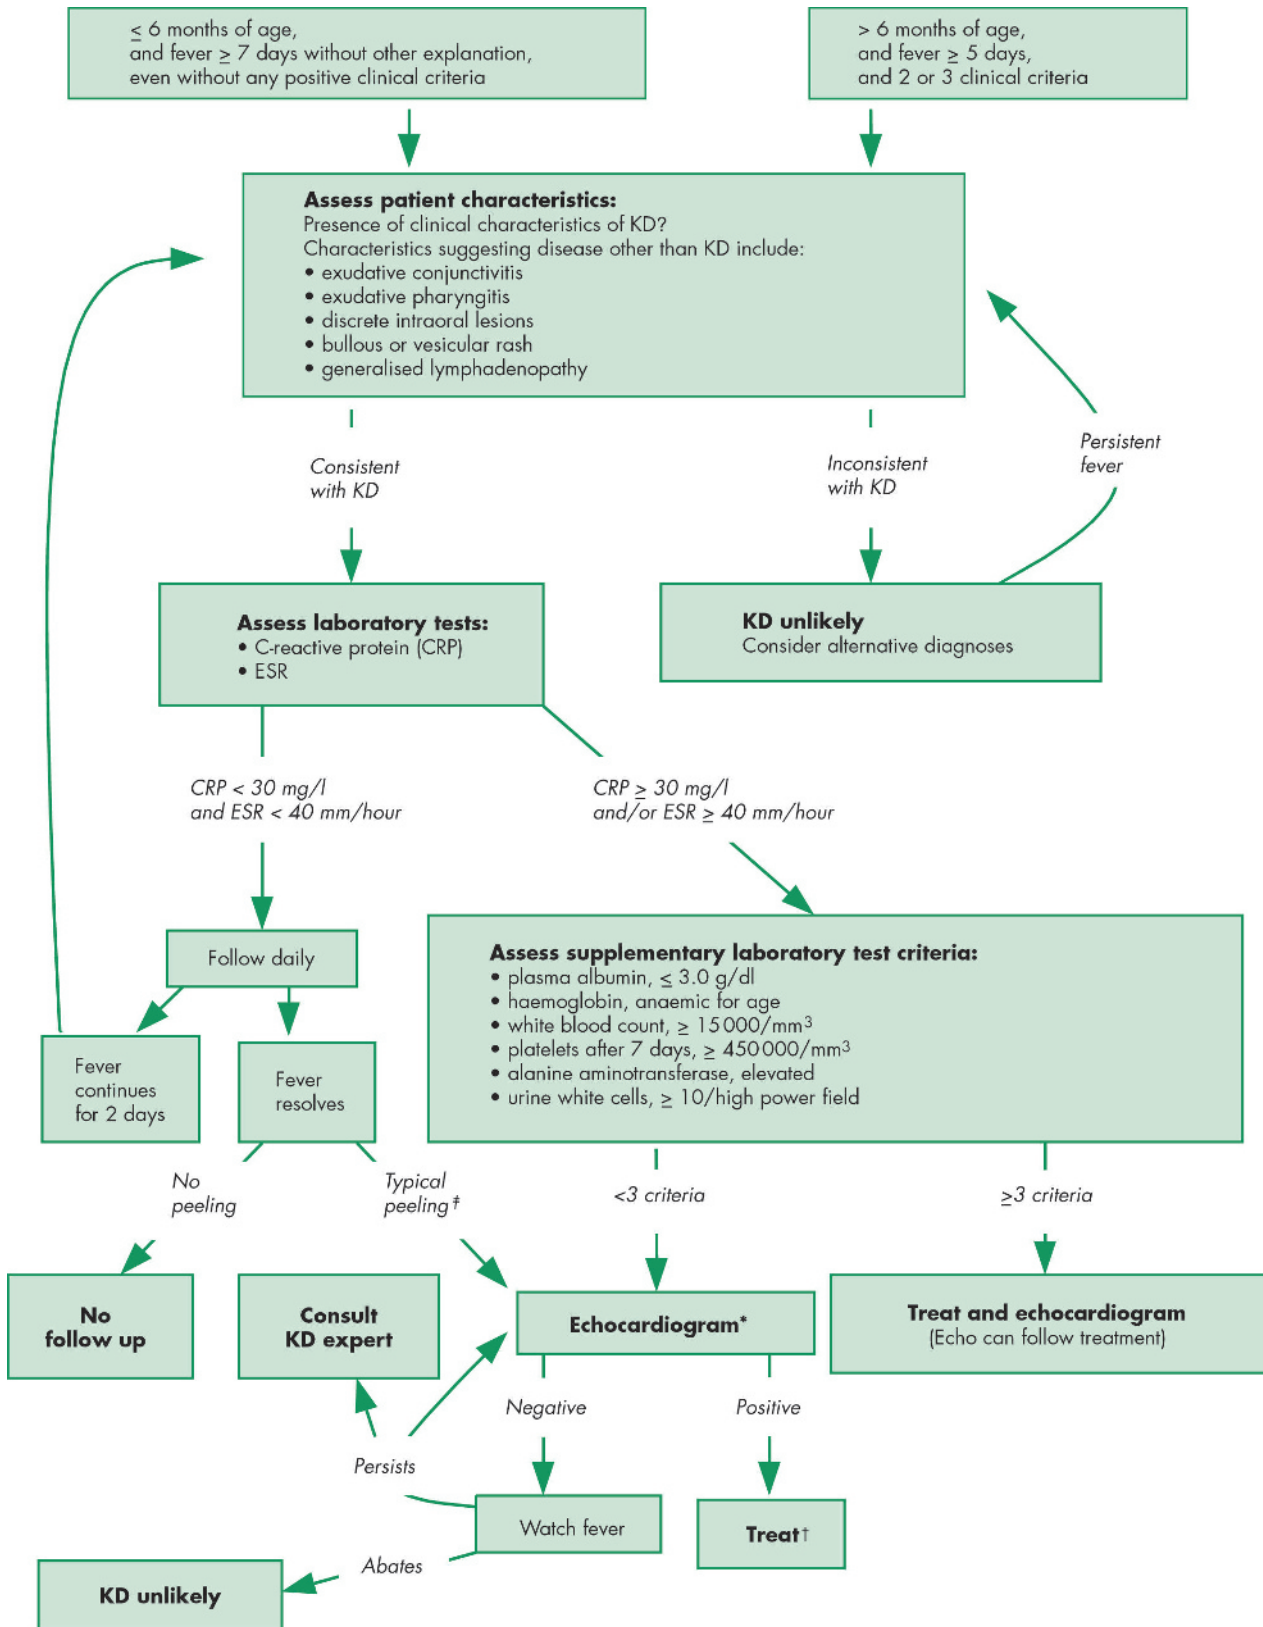 ≤ 6 months of age,
and fever ≥ 7 days without other explanation,
even without any positive clinical criteria
> 6 months of age,
and fever ≥ 5 days,
and 2 or 3 clinical criteria
Assess patient characteristics:
Presence of clinical characteristics of KD?
Characteristics suggesting disease other than KD include:
• exudative conjunctivitis
• exudative pharyngitis
• discrete intraoral lesions
• bullous or vesicular rash
• generalised lymphadenopathy
Consistent
with KD
Inconsistent
with KD
Persistent
fever
Assess laboratory tests:
• C-reactive protein (CRP)
• ESR
KD unlikely
Consider alternative diagnoses
CRP < 30 mg/l
and ESR < 40 mm/hour
CRP ≥ 30 mg/l
and/or ESR ≥ 40 mm/hour
Follow daily
Fever
continues
for 2 days
Fever
resolves
Assess supplementary laboratory test criteria:
• plasma albumin, ≤ 3.0 g/dl
• haemoglobin, anaemic for age
• white blood count, ≥ 15 000/mm³
• platelets after 7 days, ≥ 450 000/mm³
• alanine aminotransferase, elevated
• urine white cells, ≥ 10/high power field
No
peeling
Typical
peeling‡
<3 criteria
≥3 criteria
No
follow up
Consult
KD expert
Echocardiogram*
Treat and echocardiogram
(Echo can follow treatment)
Negative
Positive
Persists
Watch fever
Treat†
Abates
KD unlikely